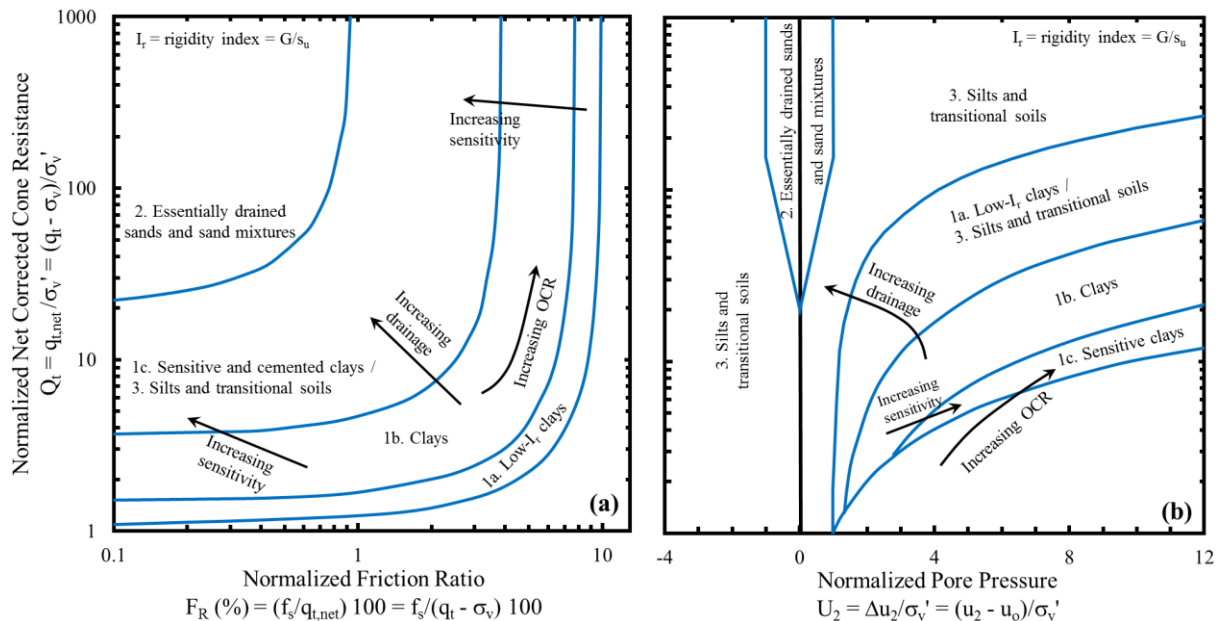 Normalized Net Corrected Cone Resistance
Qt = qt,net/σv' = (qt - σv)/σv'
1000
100
10
1
Ir = rigidity index = G/su
Increasing
sensitivity
2. Essentially drained
sands and sand mixtures
Increasing
drainage
Increasing OCR
1c. Sensitive and cemented clays /
3. Silts and transitional soils
Increasing
sensitivity
1b. Clays
1a. Low-Ir clays
(a)
0.1
1
10
Normalized Friction Ratio
FR (%) = (fs/qt,net) 100 = fs/(qt - σv) 100
Ir = rigidity index = G/su
2. Essentially drained sands
and sand mixtures
3. Silts and
transitional soils
1a. Low-Ir clays /
3. Silts and transitional soils
3. Silts and
transitional soils
Increasing
drainage
1b. Clays
1c. Sensitive clays
Increasing
sensitivity
Increasing OCR
(b)
-4
0
4
8
12
Normalized Pore Pressure
U2 = Δu2/σv' = (u2 - uo)/σv'